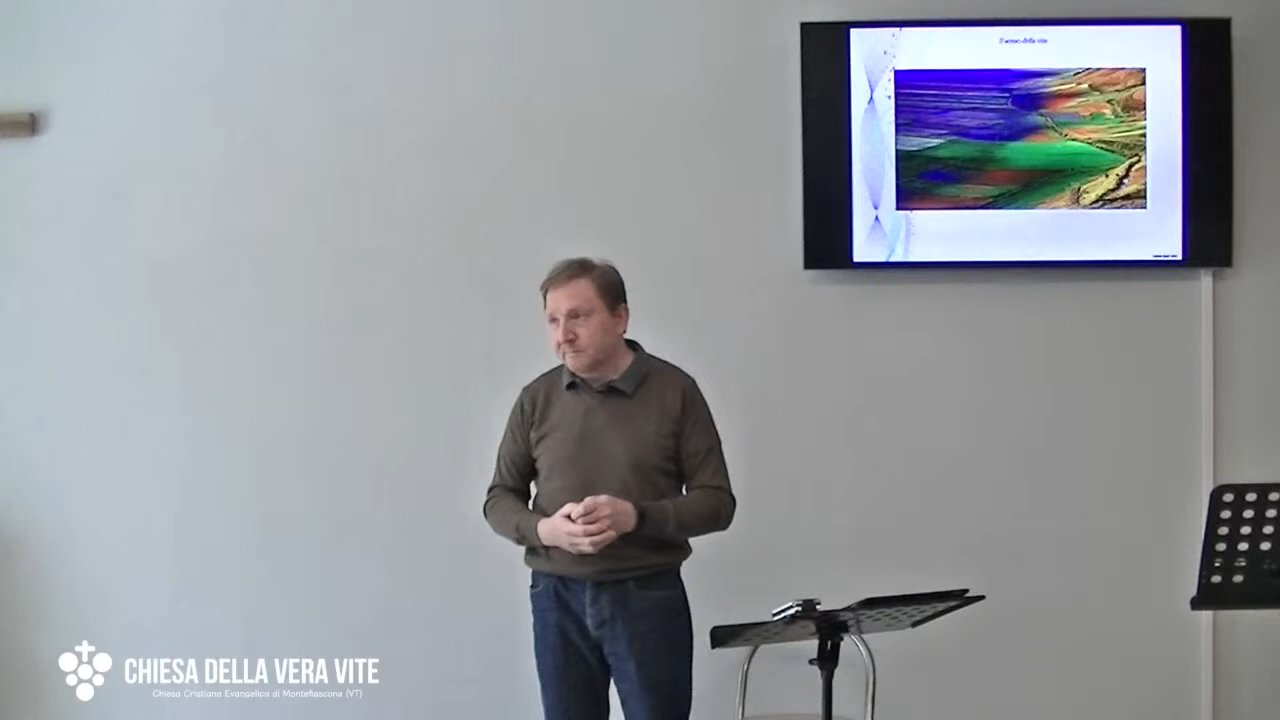 CHIESA DELLA VERA VITE
Chiesa Cristiana Evangelica di Montefiascone (VT)